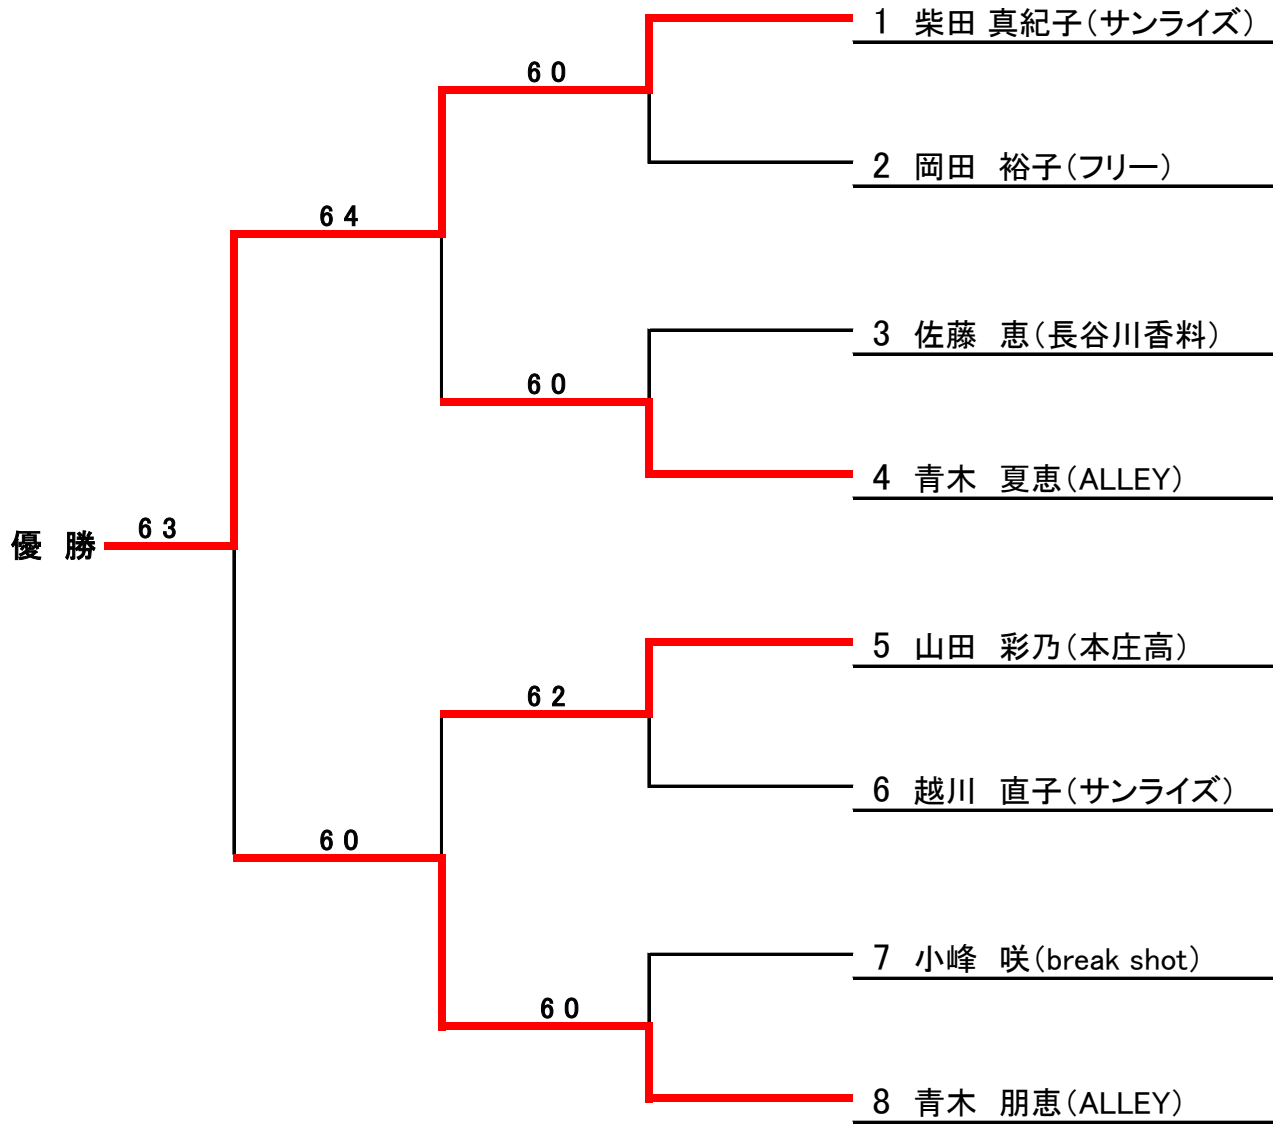 1 柴田 真紀子(サンライズ)
60
2 岡田 裕子(フリー)
64
3 佐藤 恵(長谷川香料)
60
4 青木 夏恵(ALLEY)
優 勝 63
5 山田 彩乃(本庄高)
62
6 越川 直子(サンライズ)
60
7 小峰 咲(break shot)
60
8 青木 朋恵(ALLEY)